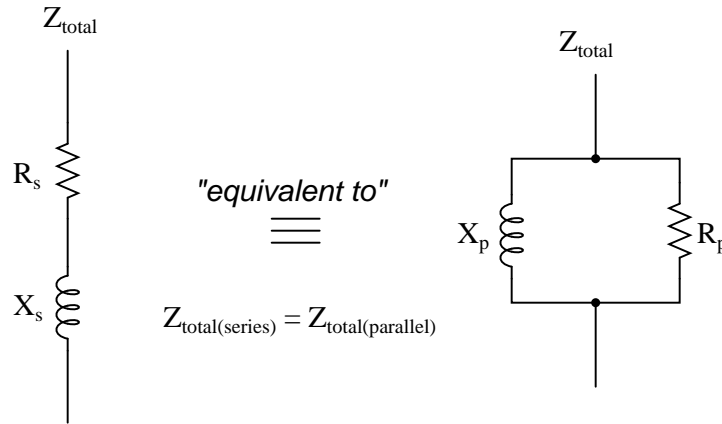 Z_total
R_s
X_s
"equivalent to"
Z_total(series) = Z_total(parallel)
Z_total
X_p
R_p